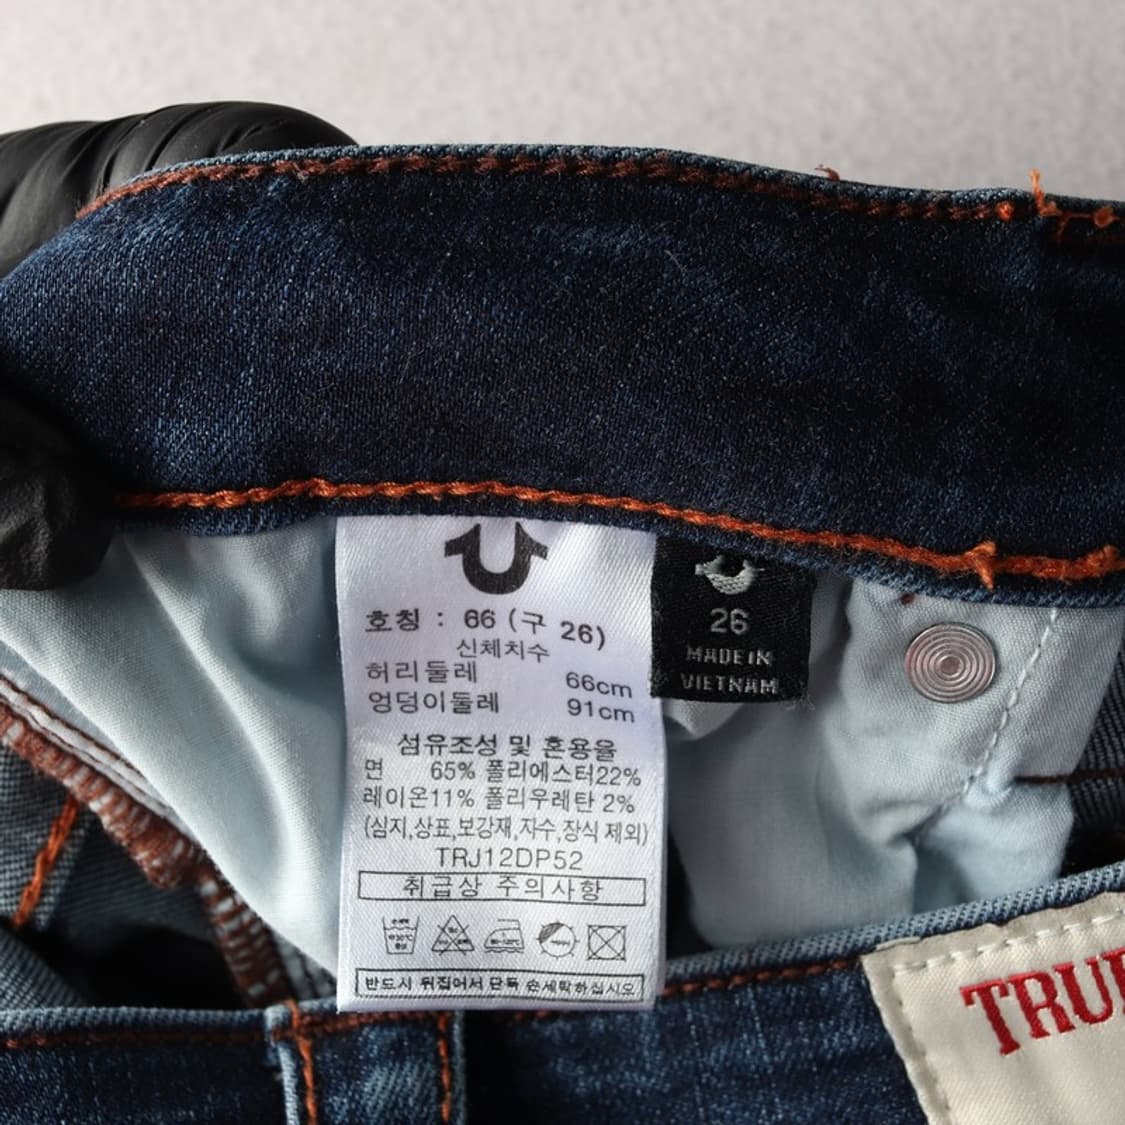 호칭 : 66 (구 26)
신체치수
허리둘레 66cm
엉덩이둘레 91cm
섬유조성 및 혼용율
면 65% 폴리에스터22%
레이온11% 폴리우레탄 2%
(심지,상표,보강재,자수,장식 제외)
TRJ12DP52
취급상 주의사항
반드시 뒤집어서 단독 손세탁하십시오
26
MADE IN
VIETNAM
TRUE